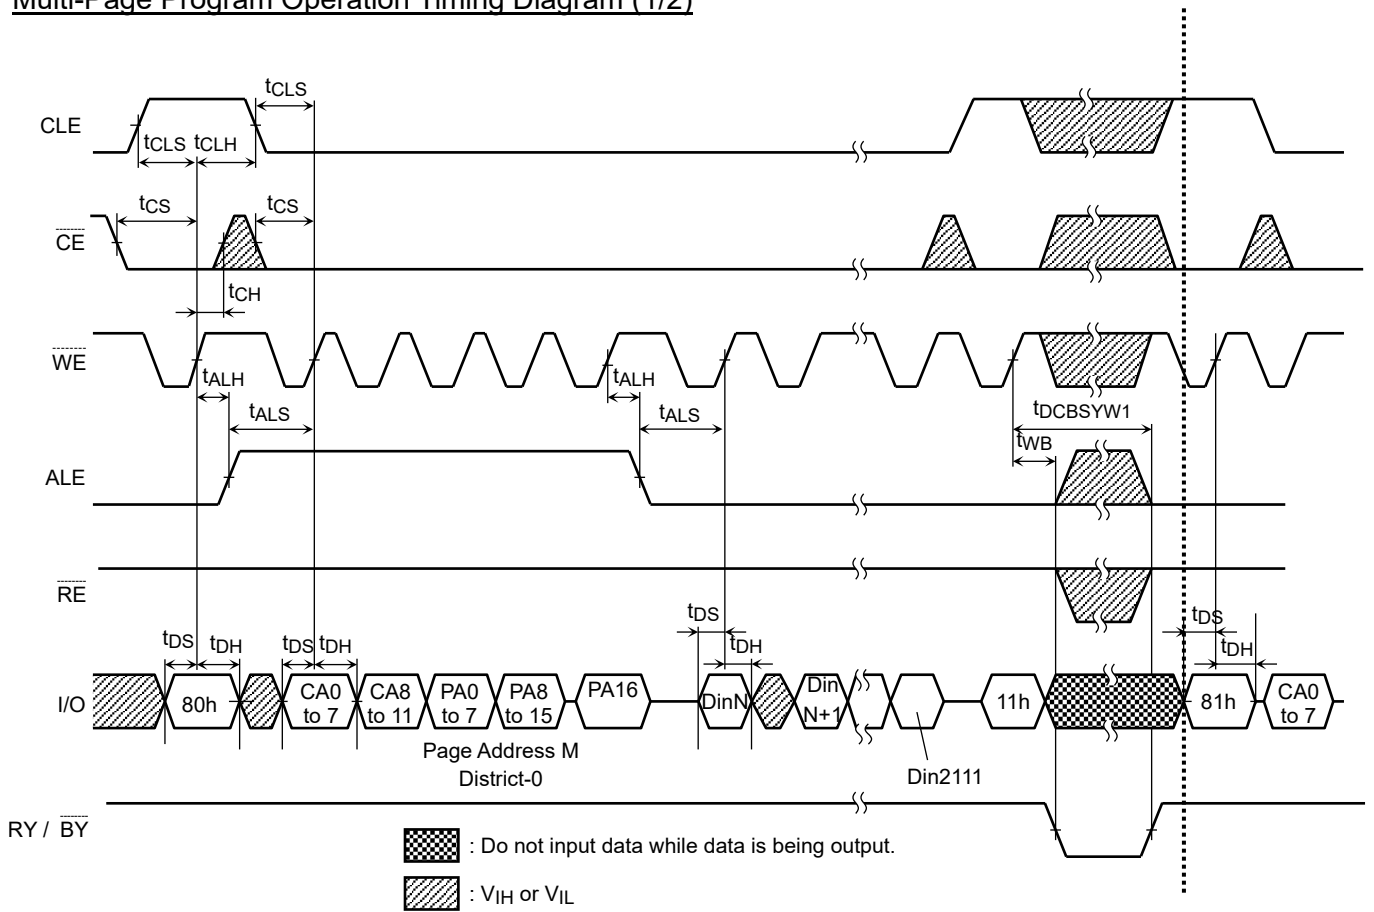 Multi-Page Program Operation Timing Diagram (1/2)
tCLS
CLE
tCLS tCLH
tCS tCS
CE
tCH
WE
tALH tALH
tALS tALS tDCBSYW1
tWB
ALE
RE
tDS tDS
tDS tDH tDS tDH tDH tDH
I/O 80h CA0 to 7 CA8 to 11 PA0 to 7 PA8 to 15 PA16 DinN Din N+1 11h 81h CA0 to 7
Page Address M
District-0
Din2111
RY / BY
: Do not input data while data is being output.
: VIH or VIL